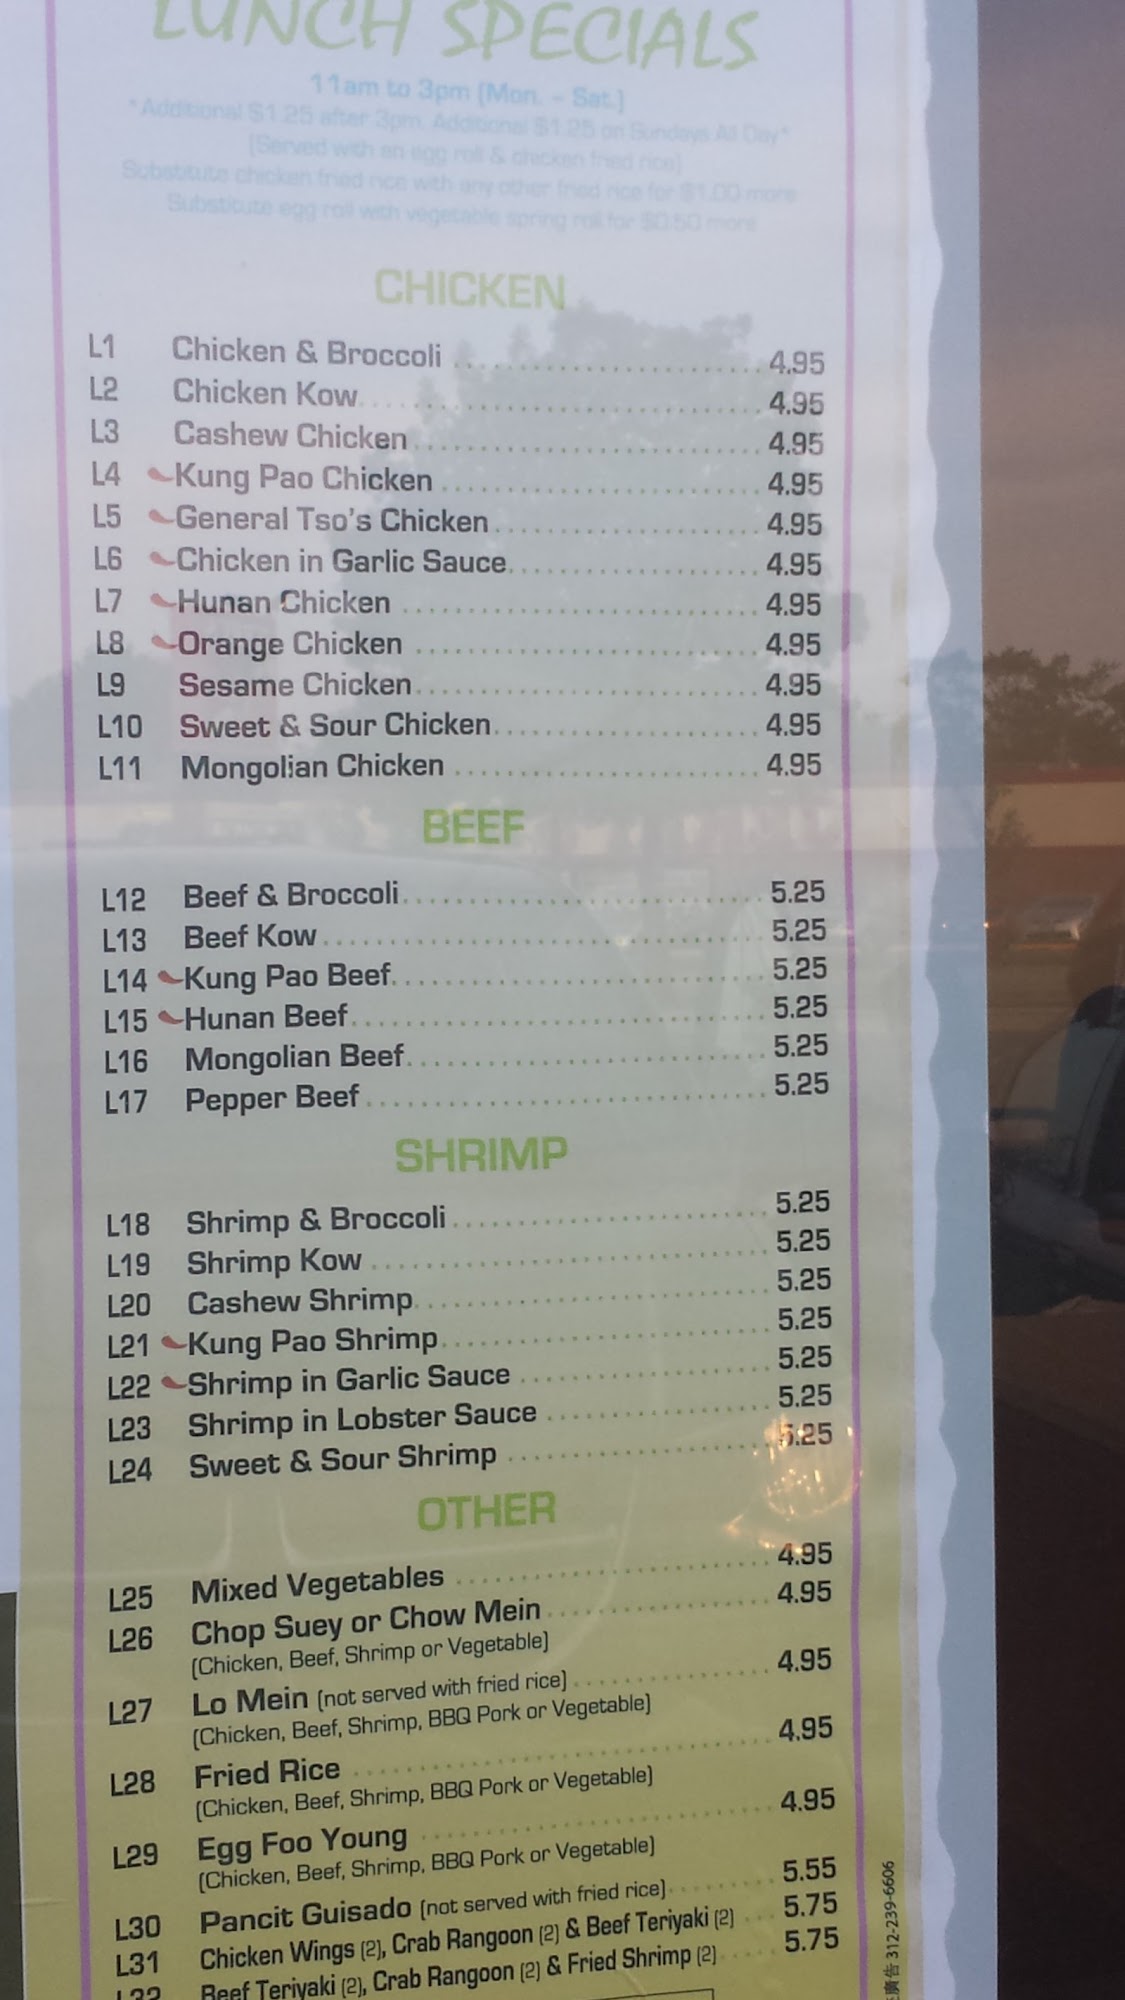 LUNCH SPECIALS
11am to 3pm (Mon. - Sat.)
*Additional $1.25 after 3pm. Additional $1.25 on Sundays All Day*
(Served with an egg roll & chicken fried rice)
Substitute chicken fried rice with any other fried rice for $1.00 more
Substitute egg roll with vegetable spring roll for $0.50 more
CHICKEN
L1 Chicken & Broccoli 4.95
L2 Chicken Kow 4.95
L3 Cashew Chicken 4.95
L4 Kung Pao Chicken 4.95
L5 General Tso's Chicken 4.95
L6 Chicken in Garlic Sauce 4.95
L7 Hunan Chicken 4.95
L8 Orange Chicken 4.95
L9 Sesame Chicken 4.95
L10 Sweet & Sour Chicken 4.95
L11 Mongolian Chicken 4.95
BEEF
L12 Beef & Broccoli 5.25
L13 Beef Kow 5.25
L14 Kung Pao Beef 5.25
L15 Hunan Beef 5.25
L16 Mongolian Beef 5.25
L17 Pepper Beef 5.25
SHRIMP
L18 Shrimp & Broccoli 5.25
L19 Shrimp Kow 5.25
L20 Cashew Shrimp 5.25
L21 Kung Pao Shrimp 5.25
L22 Shrimp in Garlic Sauce 5.25
L23 Shrimp in Lobster Sauce 5.25
L24 Sweet & Sour Shrimp 5.25
OTHER
L25 Mixed Vegetables 4.95
L26 Chop Suey or Chow Mein 4.95
(Chicken, Beef, Shrimp or Vegetable)
L27 Lo Mein (not served with fried rice) 4.95
(Chicken, Beef, Shrimp, BBQ Pork or Vegetable)
L28 Fried Rice 4.95
(Chicken, Beef, Shrimp, BBQ Pork or Vegetable)
L29 Egg Foo Young 4.95
(Chicken, Beef, Shrimp, BBQ Pork or Vegetable)
L30 Pancit Guisado (not served with fried rice) 5.55
L31 Chicken Wings (2), Crab Rangoon (2) & Beef Teriyaki (2) 5.75
L32 Beef Teriyaki (2), Crab Rangoon (2) & Fried Shrimp (2) 5.75
廣告 312-239-6606